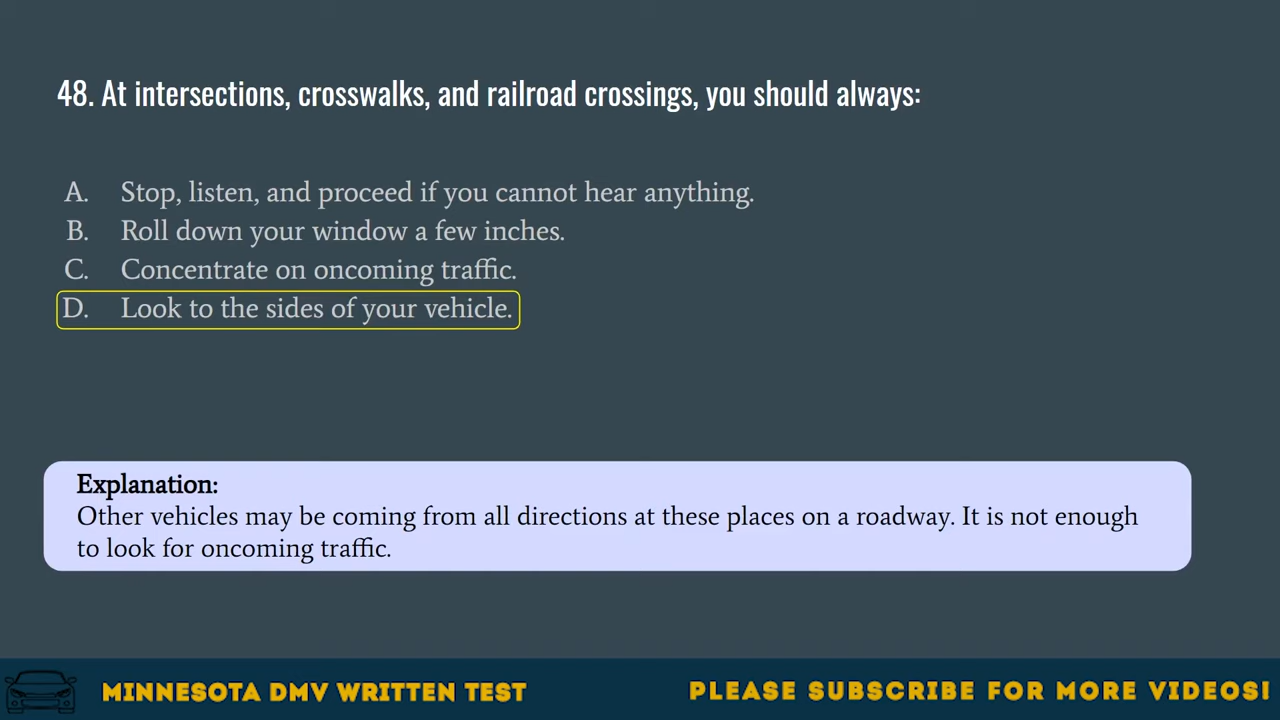 48. At intersections, crosswalks, and railroad crossings, you should always:
A. Stop, listen, and proceed if you cannot hear anything.
B. Roll down your window a few inches.
C. Concentrate on oncoming traffic.
D. Look to the sides of your vehicle.
Explanation:
Other vehicles may be coming from all directions at these places on a roadway. It is not enough
to look for oncoming traffic.
MINNESOTA DMV WRITTEN TEST
PLEASE SUBSCRIBE FOR MORE VIDEOS!